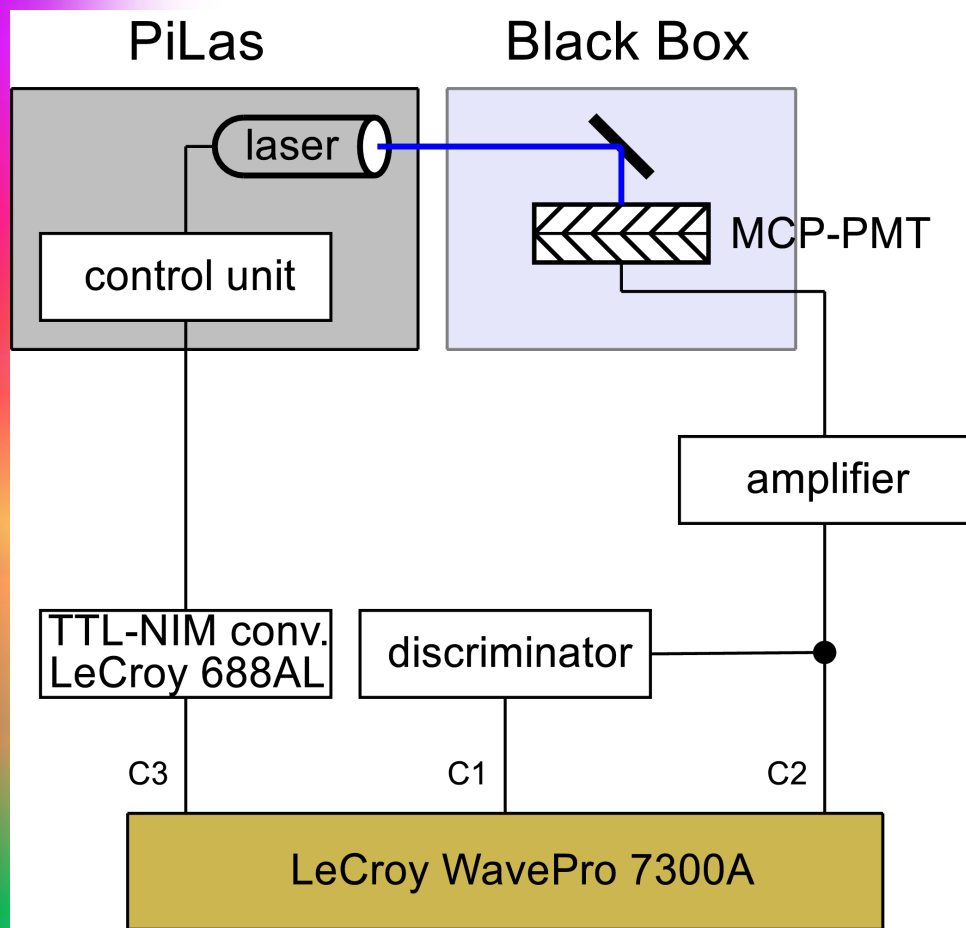 PiLas
Black Box
laser
MCP-PMT
control unit
amplifier
TTL-NIM conv.
LeCroy 688AL
discriminator
C3
C1
C2
LeCroy WavePro 7300A